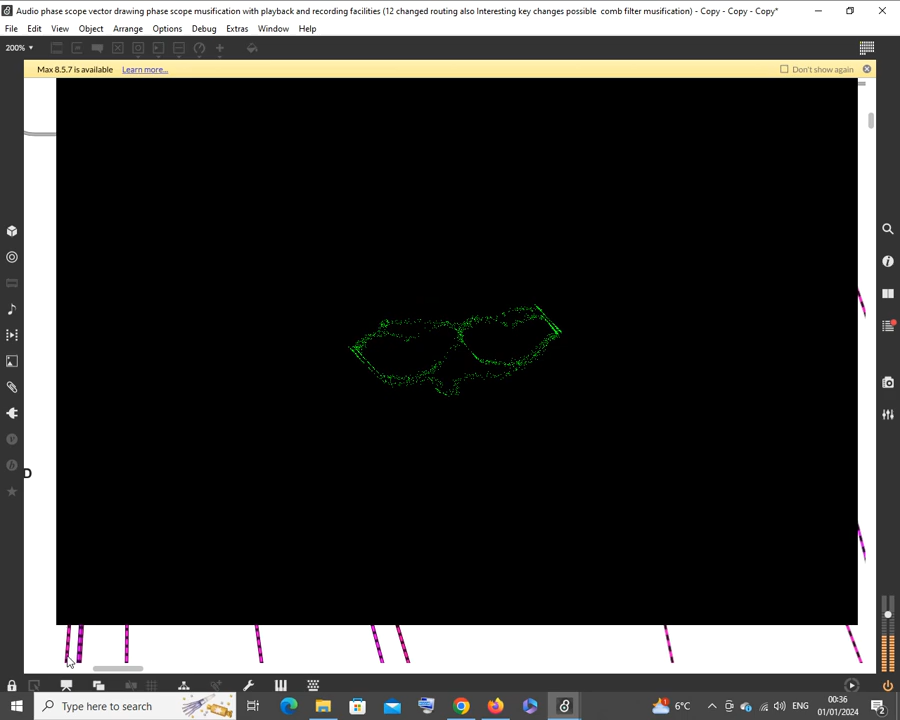 Audio phase scope vector drawing phase scope musification with playback and recording facilities (12 changed routing also Interesting key changes possible  comb filter musification) - Copy - Copy - Copy*
File Edit View Object Arrange Options Debug Extras Window Help
200%
Max 8.5.7 is available Learn more... Don't show again
D
Type here to search
6°C
ENG
00:36
01/01/2024
2